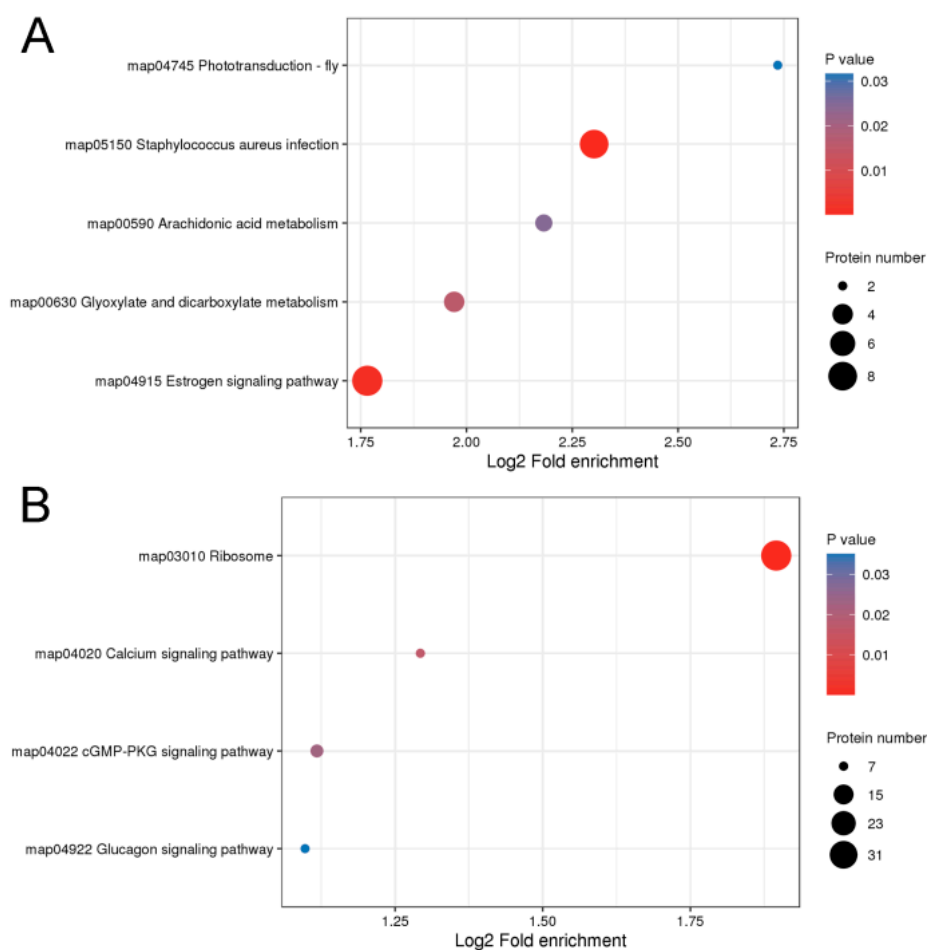 A
map04745 Phototransduction - fly
map05150 Staphylococcus aureus infection
map00590 Arachidonic acid metabolism
map00630 Glyoxylate and dicarboxylate metabolism
map04915 Estrogen signaling pathway
1.75 2.00 2.25 2.50 2.75
Log2 Fold enrichment
P value
0.03
0.02
0.01
Protein number
2
4
6
8
B
map03010 Ribosome
map04020 Calcium signaling pathway
map04022 cGMP-PKG signaling pathway
map04922 Glucagon signaling pathway
1.25 1.50 1.75
Log2 Fold enrichment
P value
0.03
0.02
0.01
Protein number
7
15
23
31